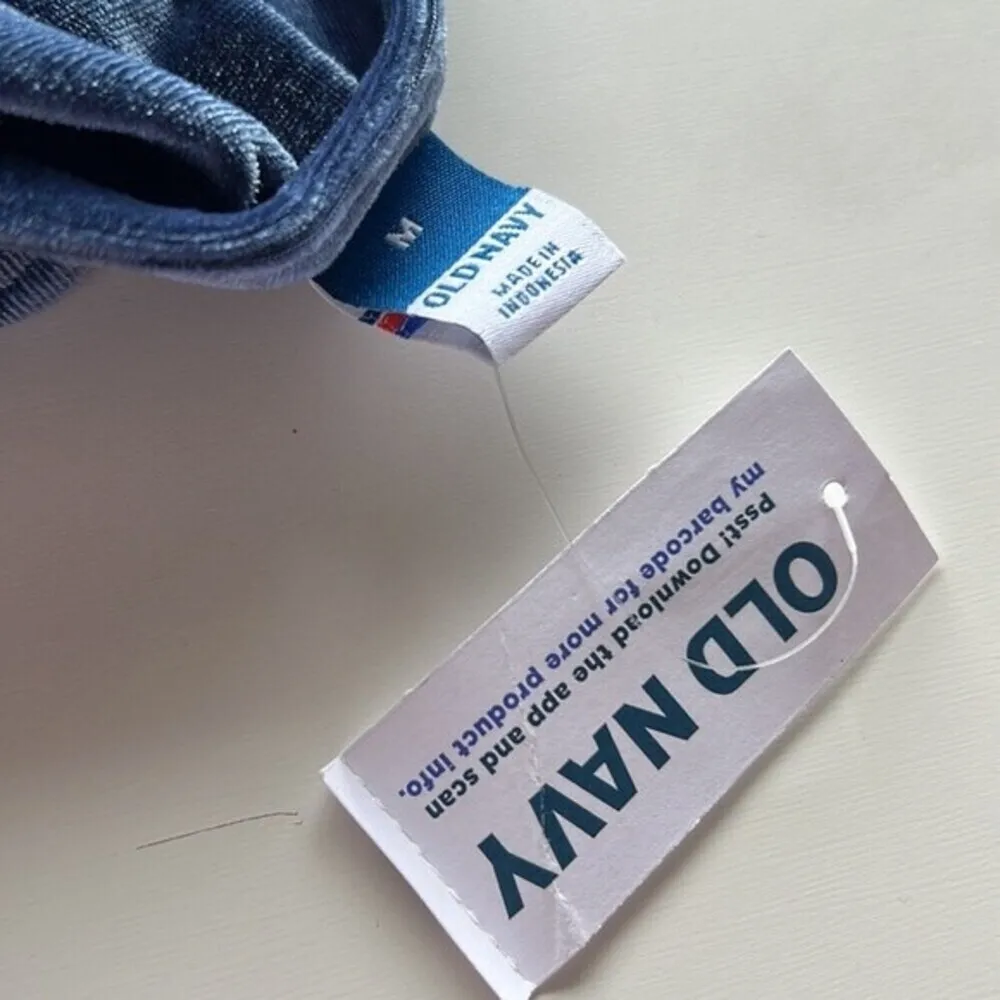 M
OLD NAVY
MADE IN
INDONESIA
OLD NAVY
Psst! Download the app and scan
my barcode for more product info.